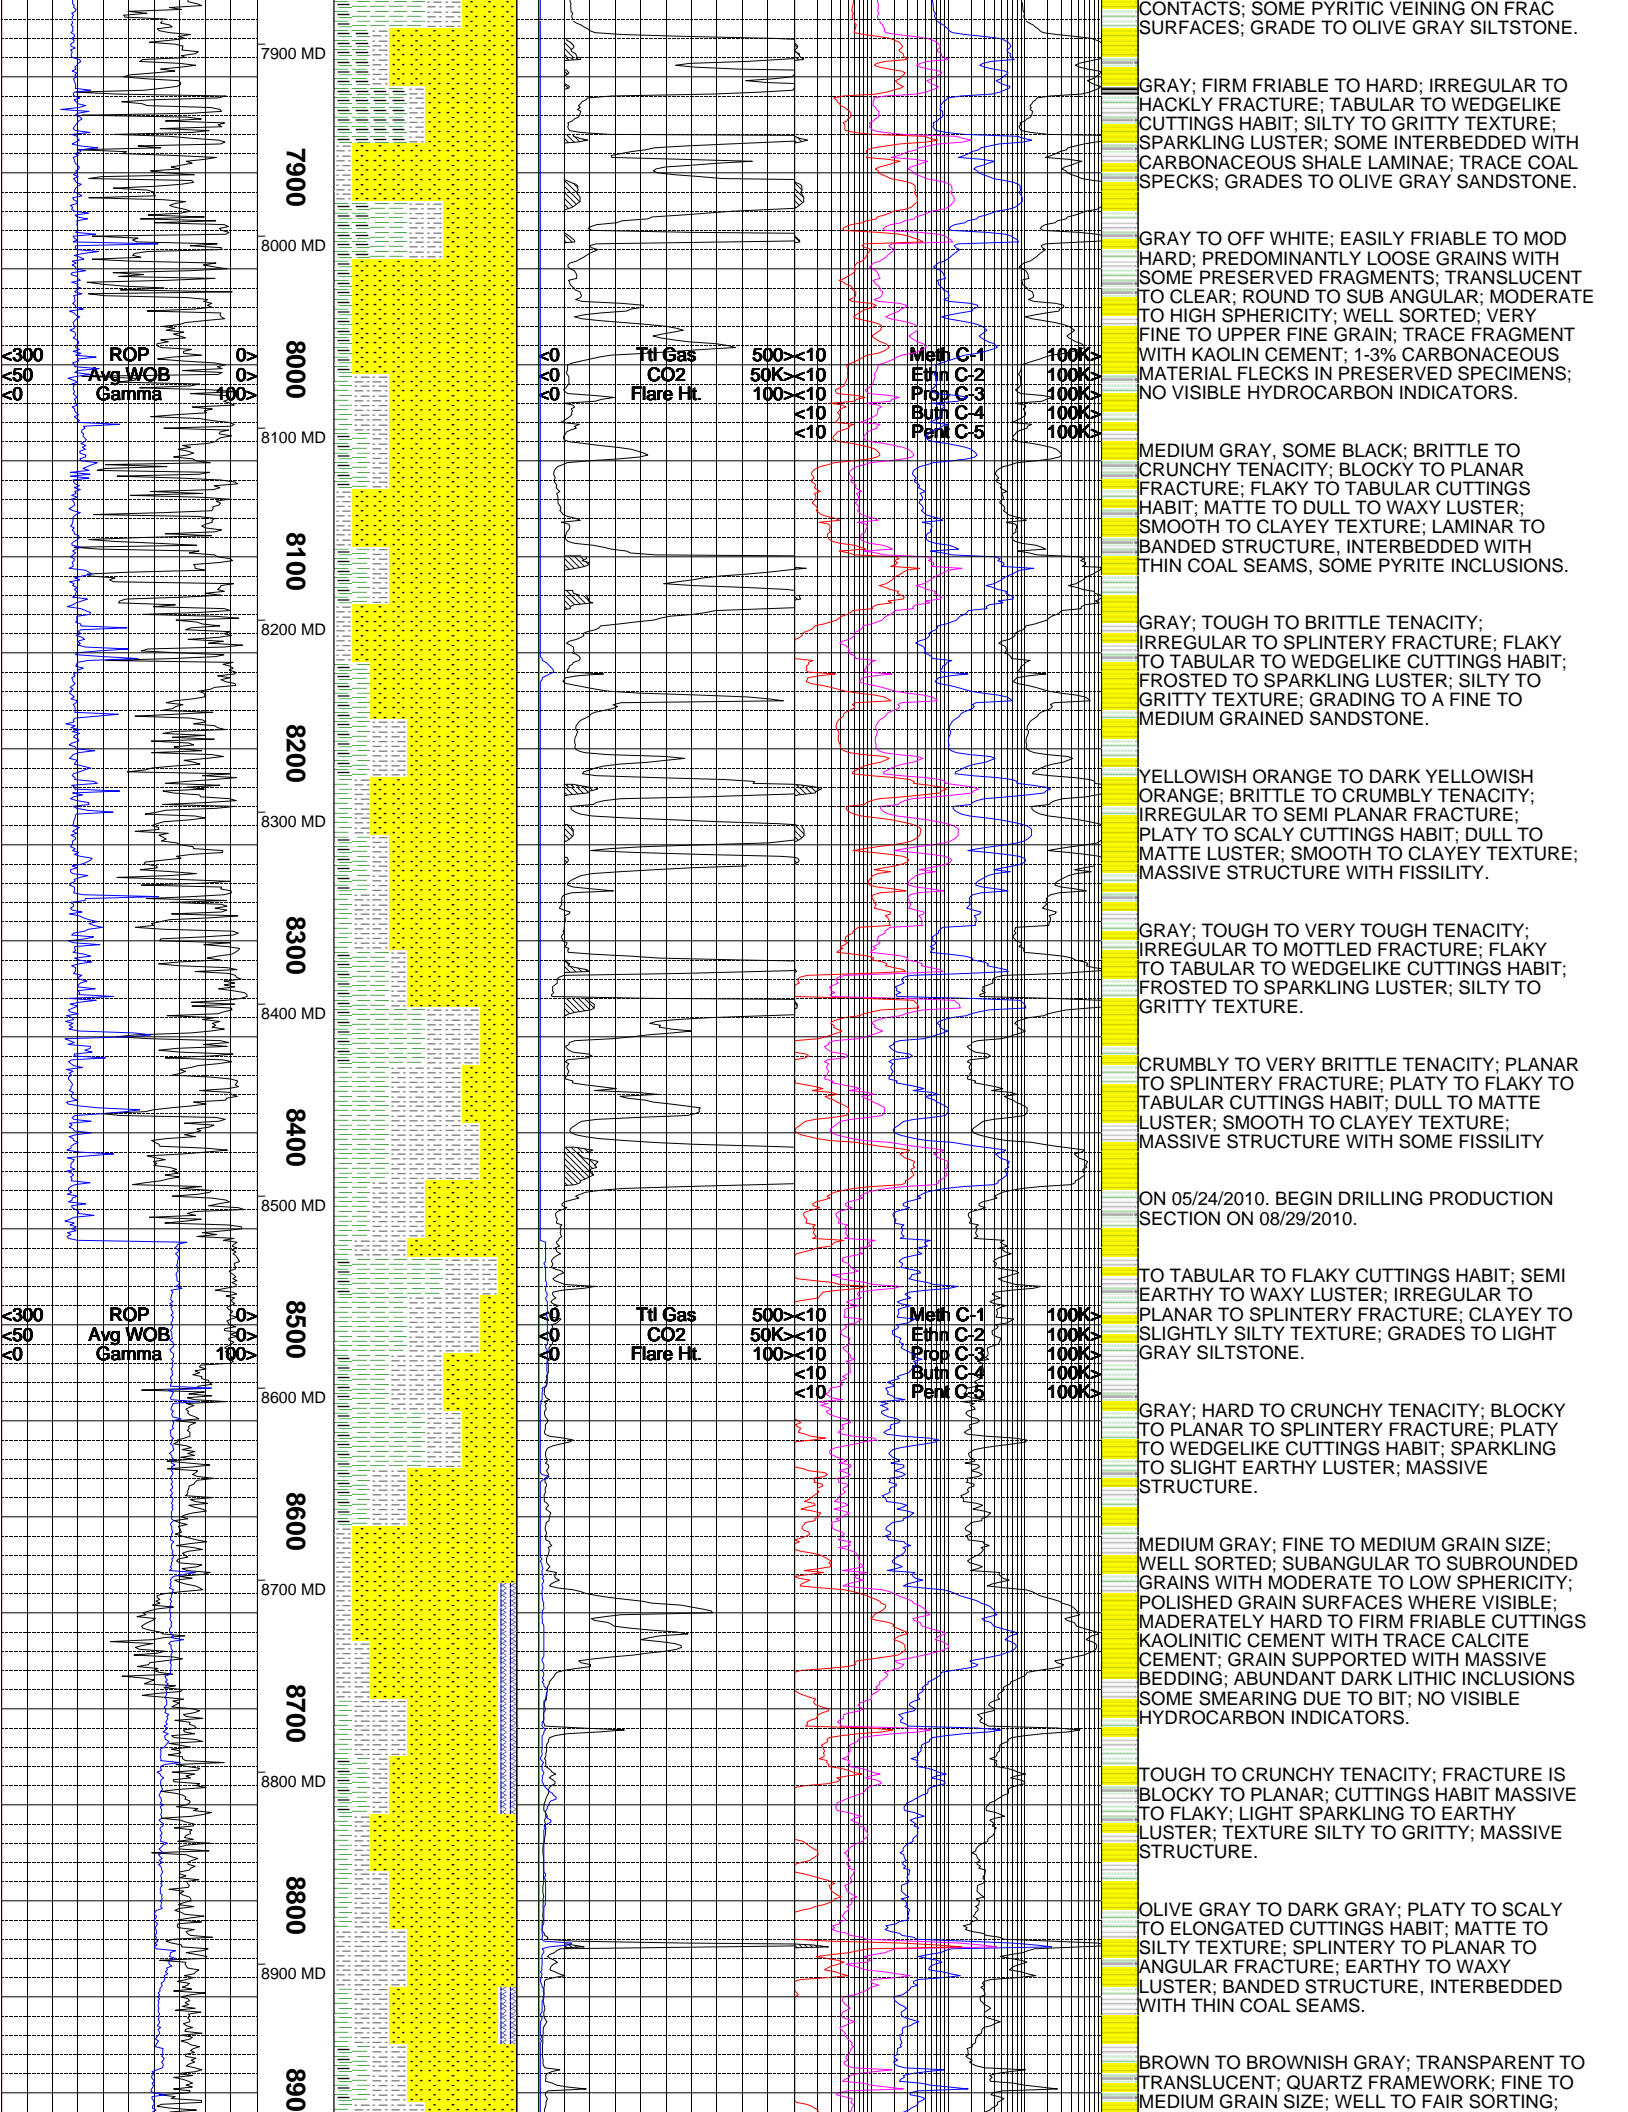 CONTACTS; SOME PYRITIC VEINING ON FRAC
SURFACES; GRADE TO OLIVE GRAY SILTSTONE.
7900 MD
GRAY; FIRM FRIABLE TO HARD; IRREGULAR TO
HACKLY FRACTURE; TABULAR TO WEDGELIKE
CUTTINGS HABIT; SILTY TO GRITTY TEXTURE;
SPARKLING LUSTER; SOME INTERBEDDED WITH
CARBONACEOUS SHALE LAMINAE; TRACE COAL
SPECKS; GRADES TO OLIVE GRAY SANDSTONE.
7900
8000 MD
GRAY TO OFF WHITE; EASILY FRIABLE TO MOD
HARD; PREDOMINANTLY LOOSE GRAINS WITH
SOME PRESERVED FRAGMENTS; TRANSLUCENT
TO CLEAR; ROUND TO SUB ANGULAR; MODERATE
TO HIGH SPHERICITY; WELL SORTED; VERY
FINE TO UPPER FINE GRAIN; TRACE FRAGMENT
WITH KAOLIN CEMENT; 1-3% CARBONACEOUS
MATERIAL FLECKS IN PRESERVED SPECIMENS;
NO VISIBLE HYDROCARBON INDICATORS.
8000
<300 ROP 0> <0 Ttl Gas 500> <10 Meth C-1 100K>
<50 Avg WOB 0> <0 CO2 50K> <10 Ethn C-2 100K>
<0 Gamma 100> <0 Flare Ht. 100> <10 Prop C-3 100K>
<10 Butn C-4 100K>
<10 Pent C-5 100K>
8100 MD
MEDIUM GRAY, SOME BLACK; BRITTLE TO
CRUNCHY TENACITY; BLOCKY TO PLANAR
FRACTURE; FLAKY TO TABULAR CUTTINGS
HABIT; MATTE TO DULL TO WAXY LUSTER;
SMOOTH TO CLAYEY TEXTURE; LAMINAR TO
BANDED STRUCTURE, INTERBEDDED WITH
THIN COAL SEAMS, SOME PYRITE INCLUSIONS.
8100
8200 MD
GRAY; TOUGH TO BRITTLE TENACITY;
IRREGULAR TO SPLINTERY FRACTURE; FLAKY
TO TABULAR TO WEDGELIKE CUTTINGS HABIT;
FROSTED TO SPARKLING LUSTER; SILTY TO
GRITTY TEXTURE; GRADING TO A FINE TO
MEDIUM GRAINED SANDSTONE.
8200
YELLOWISH ORANGE TO DARK YELLOWISH
ORANGE; BRITTLE TO CRUMBLY TENACITY;
IRREGULAR TO SEMI PLANAR FRACTURE;
PLATY TO SCALY CUTTINGS HABIT; DULL TO
MATTE LUSTER; SMOOTH TO CLAYEY TEXTURE;
MASSIVE STRUCTURE WITH FISSILITY.
8300 MD
GRAY; TOUGH TO VERY TOUGH TENACITY;
IRREGULAR TO MOTTLED FRACTURE; FLAKY
TO TABULAR TO WEDGELIKE CUTTINGS HABIT;
FROSTED TO SPARKLING LUSTER; SILTY TO
GRITTY TEXTURE.
8300
8400 MD
CRUMBLY TO VERY BRITTLE TENACITY; PLANAR
TO SPLINTERY FRACTURE; PLATY TO FLAKY TO
TABULAR CUTTINGS HABIT; DULL TO MATTE
LUSTER; SMOOTH TO CLAYEY TEXTURE;
MASSIVE STRUCTURE WITH SOME FISSILITY
8400
8500 MD
ON 05/24/2010. BEGIN DRILLING PRODUCTION
SECTION ON 08/29/2010.
TO TABULAR TO FLAKY CUTTINGS HABIT; SEMI
EARTHY TO WAXY LUSTER; IRREGULAR TO
PLANAR TO SPLINTERY FRACTURE; CLAYEY TO
SLIGHTLY SILTY TEXTURE; GRADES TO LIGHT
GRAY SILTSTONE.
8500
<300 ROP 0> <0 Ttl Gas 500> <10 Meth C-1 100K>
<50 Avg WOB 0> <0 CO2 50K> <10 Ethn C-2 100K>
<0 Gamma 100> <0 Flare Ht. 100> <10 Prop C-3 100K>
<10 Butn C-4 100K>
<10 Pent C-5 100K>
8600 MD
GRAY; HARD TO CRUNCHY TENACITY; BLOCKY
TO PLANAR TO SPLINTERY FRACTURE; PLATY
TO WEDGELIKE CUTTINGS HABIT; SPARKLING
TO SLIGHT EARTHY LUSTER; MASSIVE
STRUCTURE.
8600
8700 MD
MEDIUM GRAY; FINE TO MEDIUM GRAIN SIZE;
WELL SORTED; SUBANGULAR TO SUBROUNDED
GRAINS WITH MODERATE TO LOW SPHERICITY;
POLISHED GRAIN SURFACES WHERE VISIBLE;
MADERATELY HARD TO FIRM FRIABLE CUTTINGS
KAOLINITIC CEMENT WITH TRACE CALCITE
CEMENT; GRAIN SUPPORTED WITH MASSIVE
BEDDING; ABUNDANT DARK LITHIC INCLUSIONS
SOME SMEARING DUE TO BIT; NO VISIBLE
HYDROCARBON INDICATORS.
8700
8800 MD
TOUGH TO CRUNCHY TENACITY; FRACTURE IS
BLOCKY TO PLANAR; CUTTINGS HABIT MASSIVE
TO FLAKY; LIGHT SPARKLING TO EARTHY
LUSTER; TEXTURE SILTY TO GRITTY; MASSIVE
STRUCTURE.
8800
8900 MD
OLIVE GRAY TO DARK GRAY; PLATY TO SCALY
TO ELONGATED CUTTINGS HABIT; MATTE TO
SILTY TEXTURE; SPLINTERY TO PLANAR TO
ANGULAR FRACTURE; EARTHY TO WAXY
LUSTER; BANDED STRUCTURE, INTERBEDDED
WITH THIN COAL SEAMS.
890
BROWN TO BROWNISH GRAY; TRANSPARENT TO
TRANSLUCENT; QUARTZ FRAMEWORK; FINE TO
MEDIUM GRAIN SIZE; WELL TO FAIR SORTING;